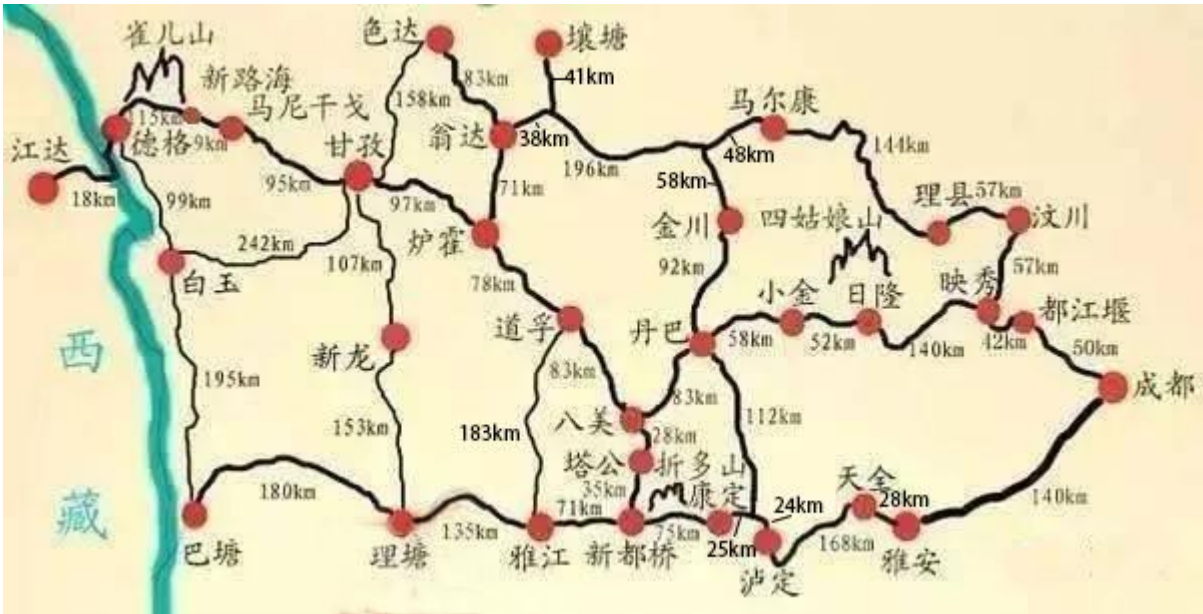 雀儿山
新路海
115km
马尼干戈
德格
9km
江达
18km
95km
甘孜
色达
158km
83km
壤塘
41km
翁达
38km
196km
马尔康
48km
144km
理县
57km
汶川
57km
58km
金川
四姑娘山
92km
71km
97km
炉霍
99km
242km
白玉
107km
78km
道孚
丹巴
58km
小金
52km
日隆
140km
映秀
42km
都江堰
50km
成都
新龙
195km
153km
183km
83km
八美
83km
112km
28km
塔公
折多山
35km
康定
西
藏
巴塘
180km
理塘
135km
雅江
71km
新都桥
75km
25km
24km
泸定
168km
天全
28km
雅安
140km